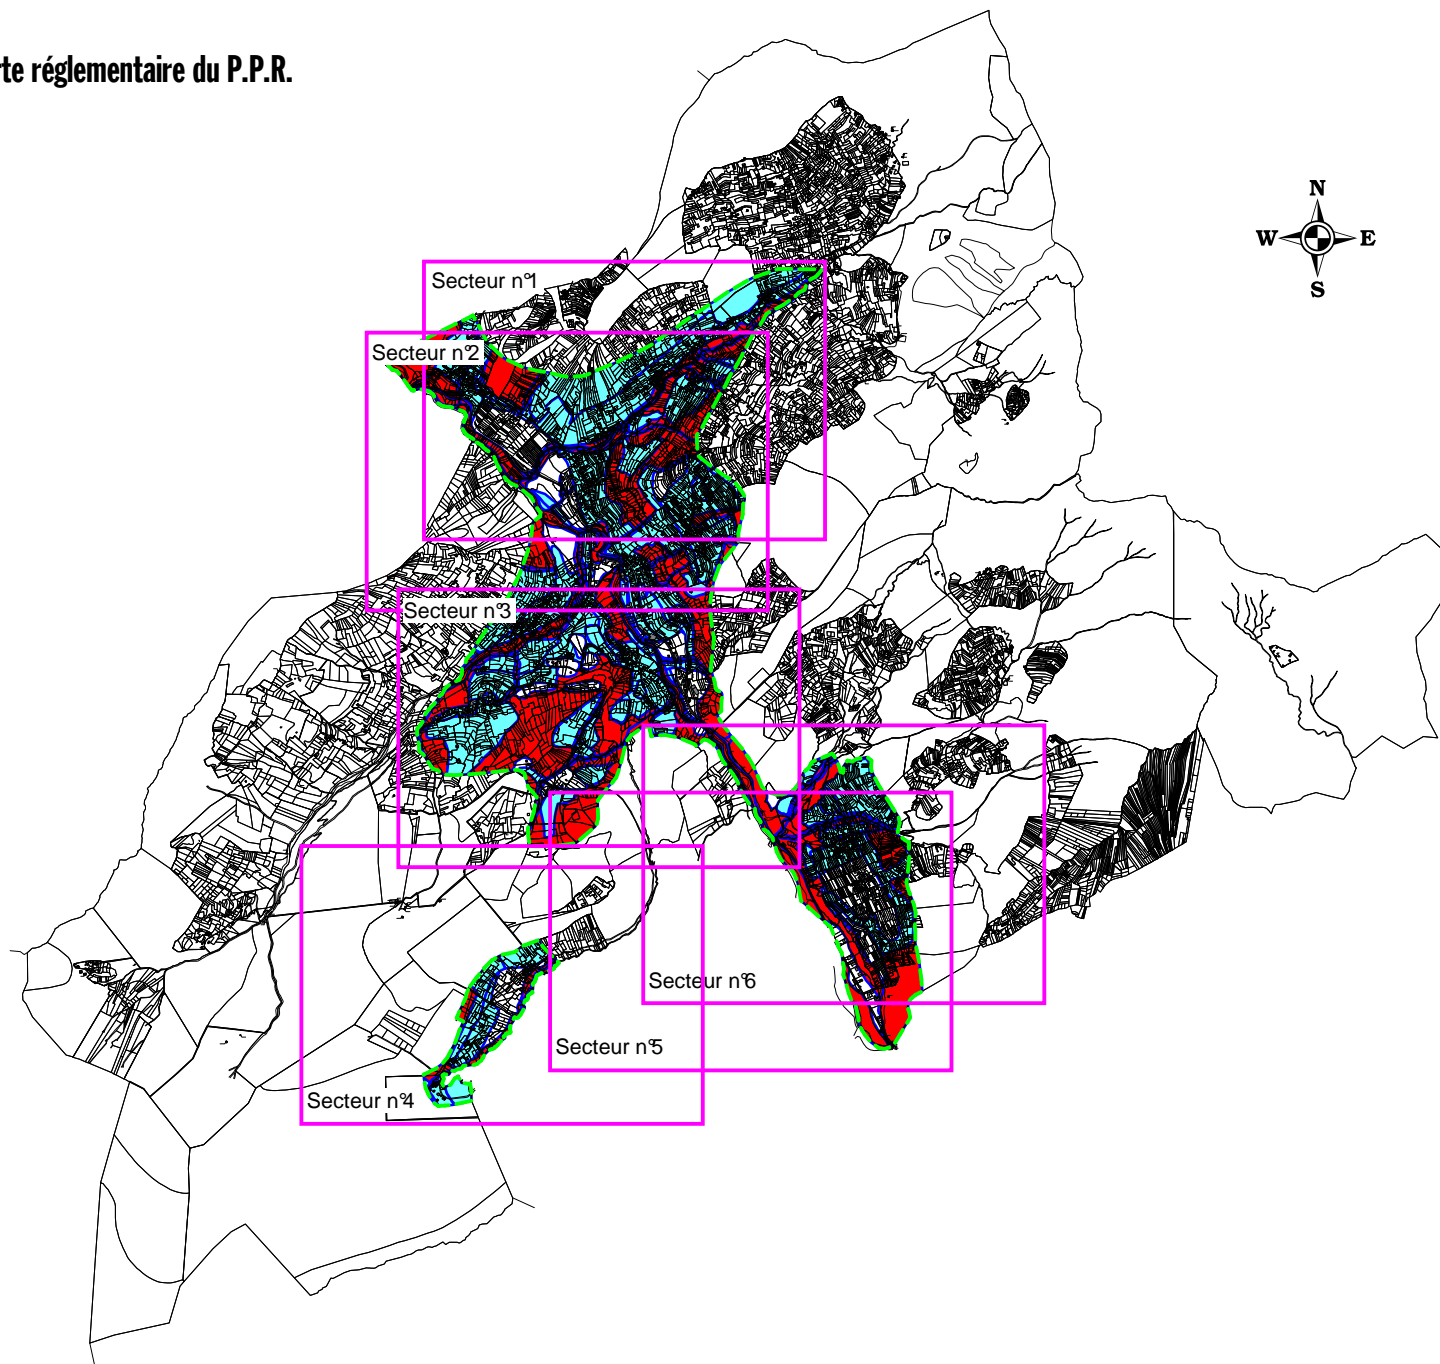 rte réglementaire du P.P.R.
N
W E
S
Secteur n°1
Secteur n°2
Secteur n°3
Secteur n°6
Secteur n°5
Secteur n°4